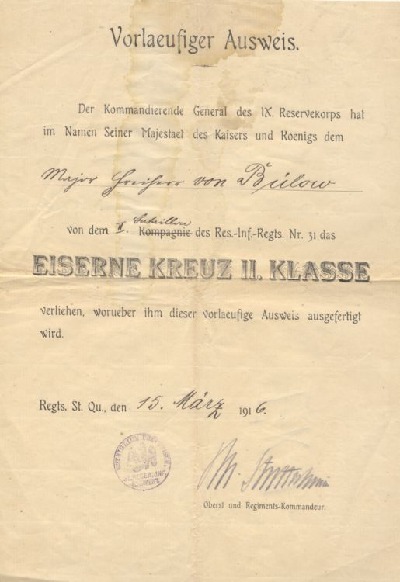 Vorlaeufiger Ausweis.
Der Kommandierende General des IX. Reservekorps hat
im Namen Seiner Majestaet des Kaisers und Koenigs dem
Major Freiherr von Bülow
Bataillon
von dem II. Kompagnie des Res.-Inf.-Regts. Nr. 31 das
EISERNE KREUZ II. KLASSE
verliehen, worueber ihm dieser vorlaeufige Ausweis ausgefertigt
wird.
Regts. St. Qu., den 15. März 1916.
Oberst und Regiments-Kommandeur.